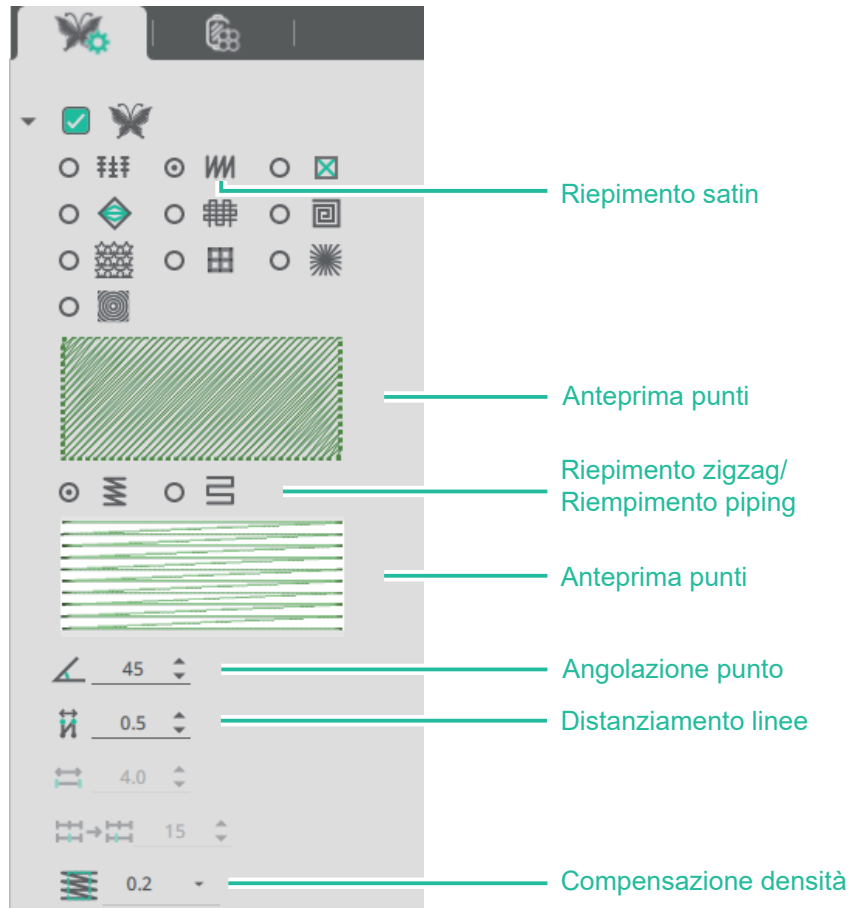 Riepimento satin
Anteprima punti
Riepimento zigzag/
Riempimento piping
Anteprima punti
45
Angolazione punto
0.5
Distanziamento linee
4.0
15
0.2
Compensazione densità